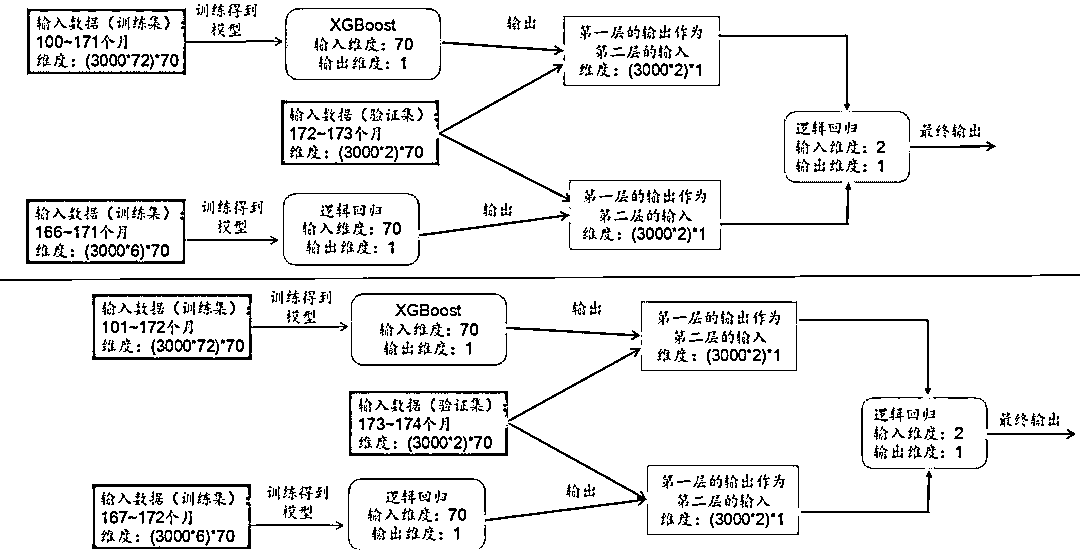 输入数据（训练集）：
100~171个月
维度：(3000*72)*70
训练得到
模型
XGBoost
输入维度：70
输出维度：1
输出
第一层的输出作为
第二层的输入
维度：(3000*2)*1
输入数据（验证集）：
172~173个月
维度：(3000*2)*70
逻辑回归
输入维度：2
输出维度：1
最终输出
输入数据（训练集）：
166~171个月
维度：(3000*6)*70
训练得到
模型
逻辑回归
输入维度：70
输出维度：1
输出
第一层的输出作为
第二层的输入
维度：(3000*2)*1
输入数据（训练集）：
101~172个月
维度：(3000*72)*70
训练得到
模型
XGBoost
输入维度：70
输出维度：1
输出
第一层的输出作为
第二层的输入
维度：(3000*2)*1
输入数据（验证集）：
173~174个月
维度：(3000*2)*70
逻辑回归
输入维度：2
输出维度：1
最终输出
输入数据（训练集）：
167~172个月
维度：(3000*6)*70
训练得到
模型
逻辑回归
输入维度：70
输出维度：1
输出
第一层的输出作为
第二层的输入
维度：(3000*2)*1